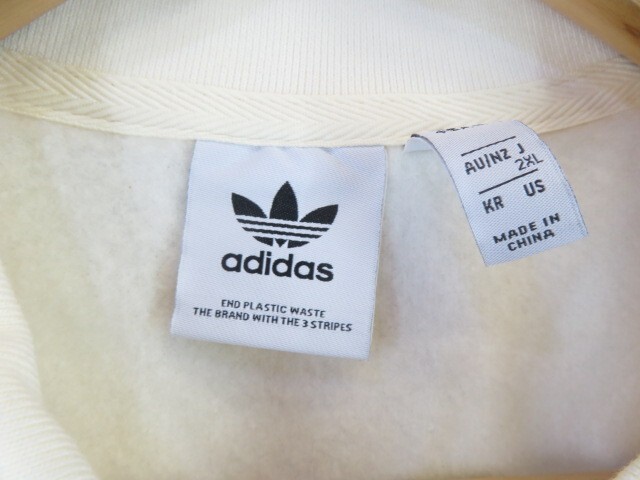 adidas
END PLASTIC WASTE
THE BRAND WITH THE 3 STRIPES
AU/NZ J
2XL
KR US
MADE IN
CHINA